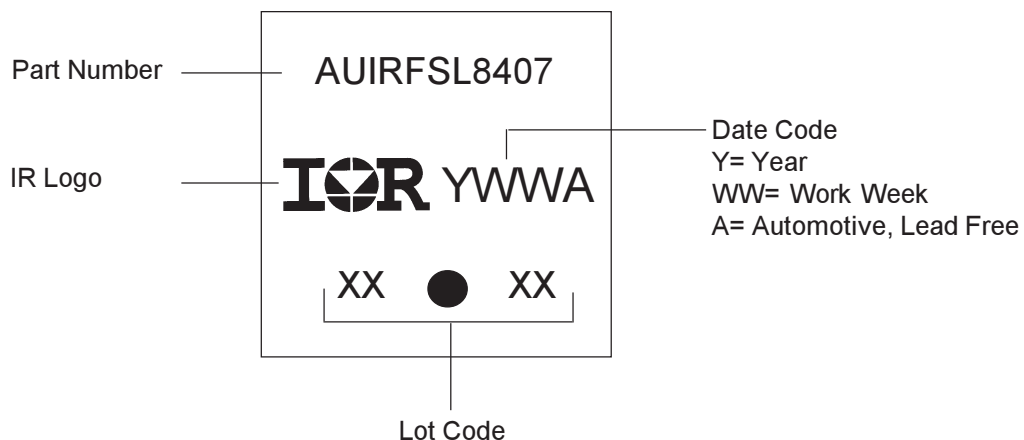 Part Number
AUIRFSL8407
IR Logo
IOR YWWA
Date Code
Y= Year
WW= Work Week
A= Automotive, Lead Free
XX XX
Lot Code